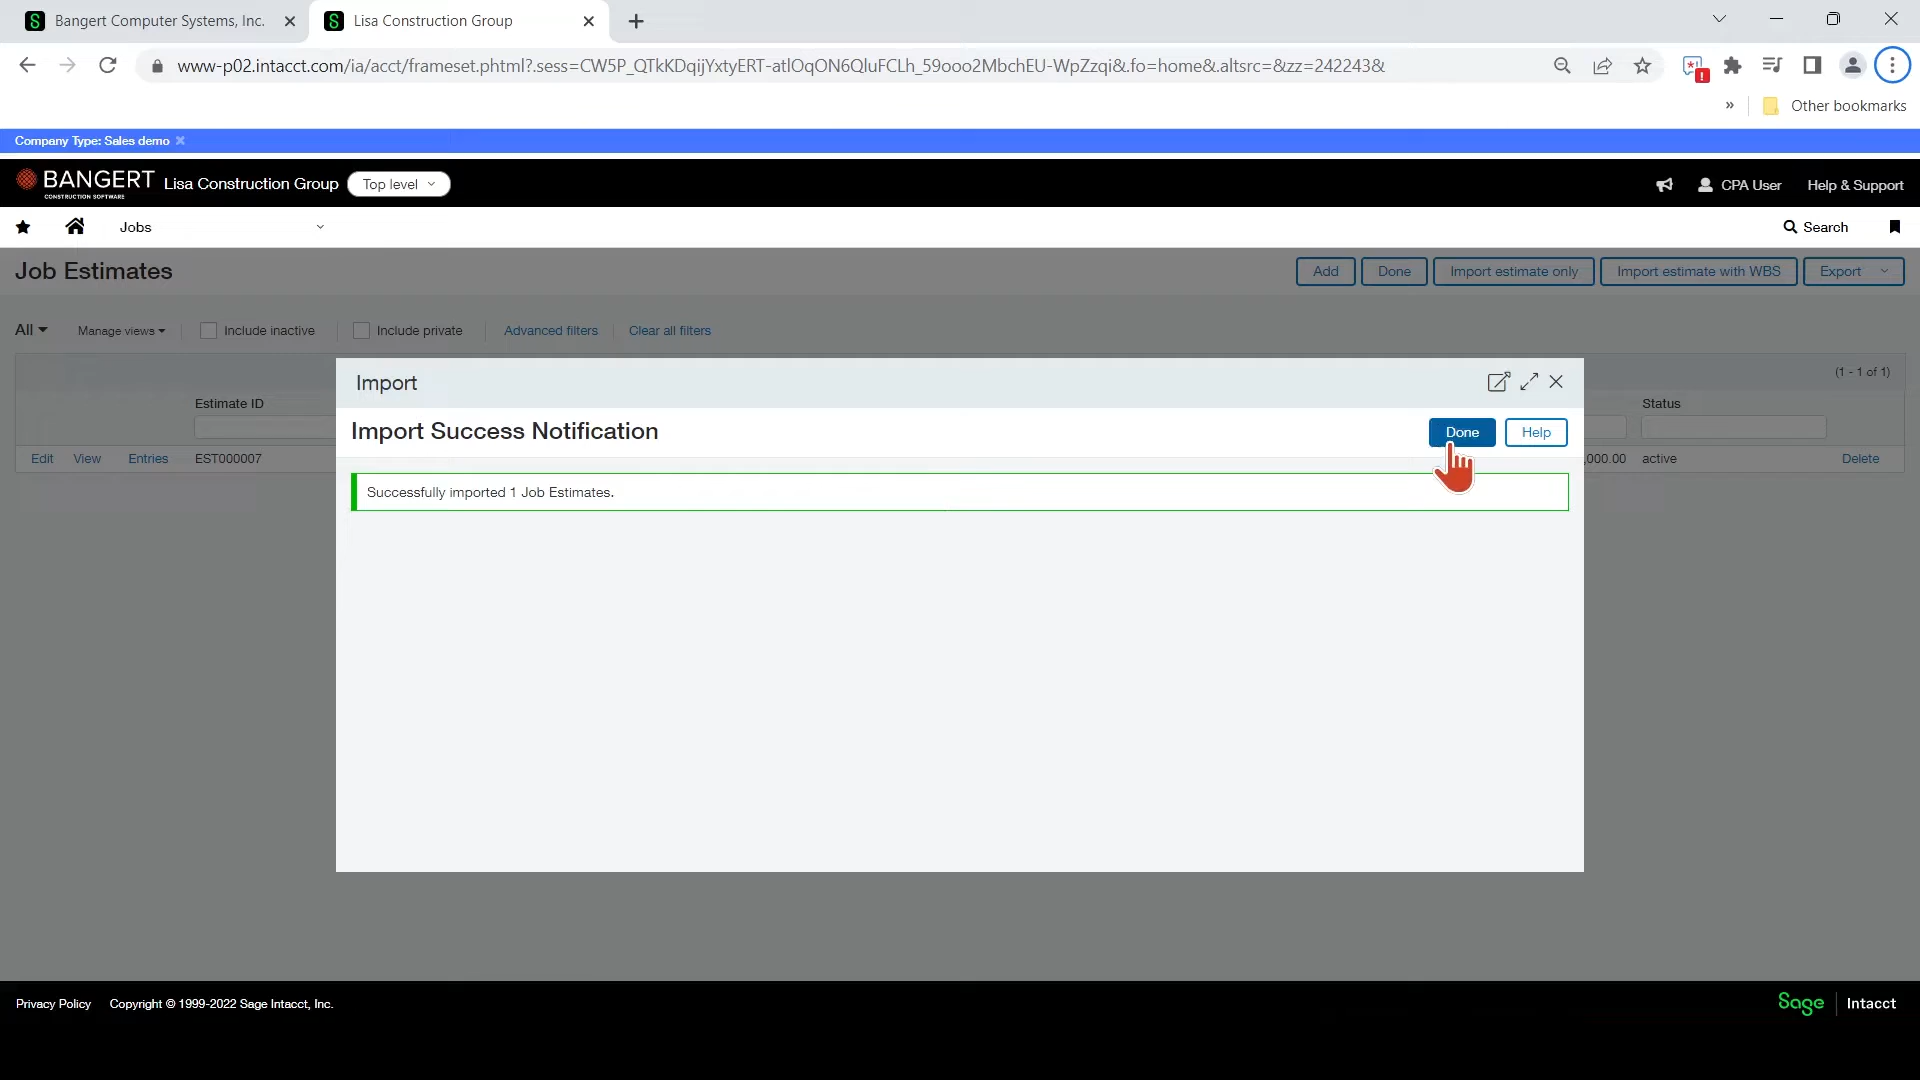 Bangert Computer Systems, Inc.
Lisa Construction Group
www-p02.intacct.com/ia/acct/frameset.phtml?.sess=CW5P_QTkKDqijYxtyERT-atlOqON6QluFCLh_59ooo2MbchEU-WpZzqi&.fo=home&.altsrc=&zz=242243&
» Other bookmarks
Company Type: Sales demo
BANGERT
CONSTRUCTION SOFTWARE
Lisa Construction Group Top level
CPA User Help & Support
Jobs Search
Job Estimates Add Done Import estimate only Import estimate with WBS Export
All Manage views Include inactive Include private Advanced filters Clear all filters
(1 - 1 of 1)
Import
Estimate ID Status
Import Success Notification Done Help
Edit View Entries EST000007 ,000.00 active Delete
Successfully imported 1 Job Estimates.
Privacy Policy Copyright © 1999-2022 Sage Intacct, Inc.
Sage Intacct